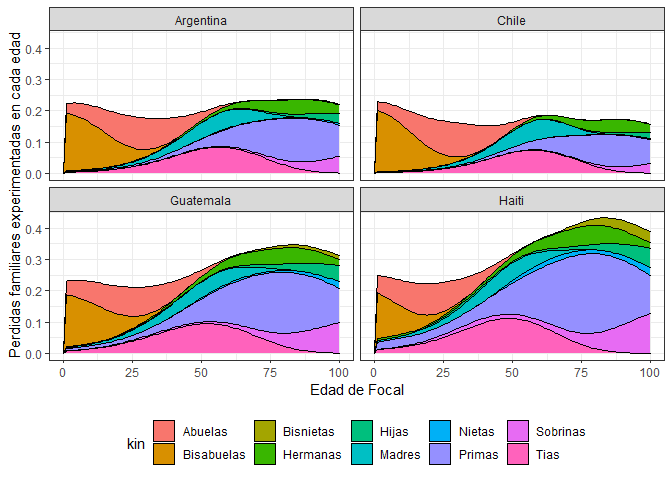 Argentina
Chile
Guatemala
Haiti
Perdidas familiares experimentadas en cada edad
0.4
0.3
0.2
0.1
0.0
0.4
0.3
0.2
0.1
0.0
0 25 50 75 100
0 25 50 75 100
Edad de Focal
kin
Abuelas Bisnietas Hijas Nietas Sobrinas
Bisabuelas Hermanas Madres Primas Tias